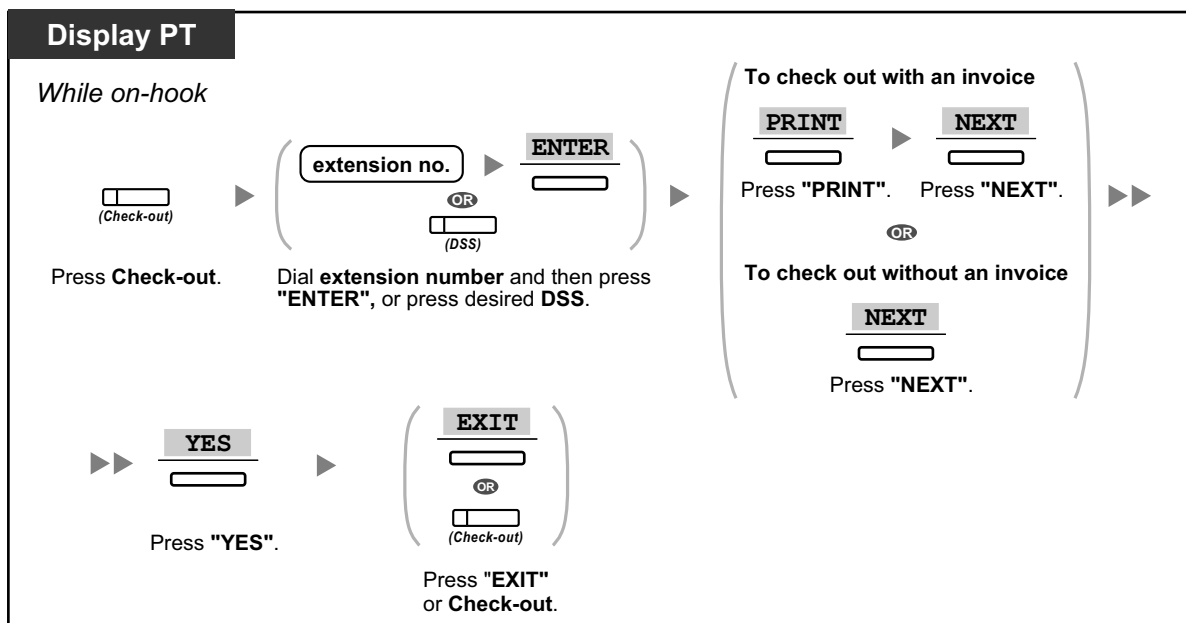 Display PT
While on-hook
(Check-out)
Press Check-out.
extension no.
ENTER
OR
(DSS)
Dial extension number and then press
"ENTER", or press desired DSS.
To check out with an invoice
PRINT
NEXT
Press "PRINT".
Press "NEXT".
OR
To check out without an invoice
NEXT
Press "NEXT".
YES
Press "YES".
EXIT
OR
(Check-out)
Press "EXIT"
or Check-out.